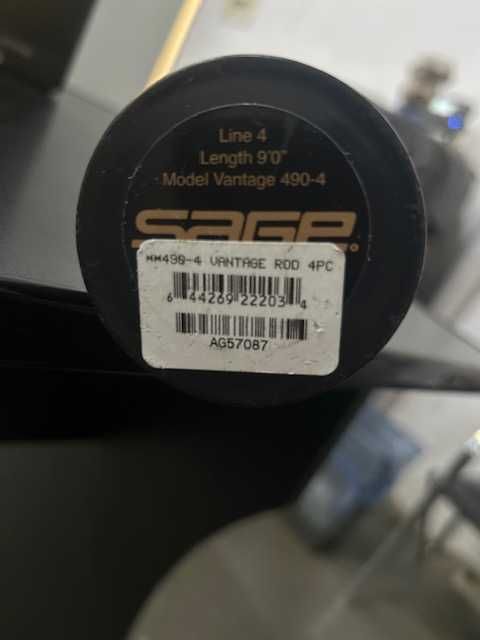 Line 4
Length 9'0"
Model Vantage 490-4
SAGE
MM490-4 VANTAGE ROD 4PC
6 44269 22203 4
AG57087